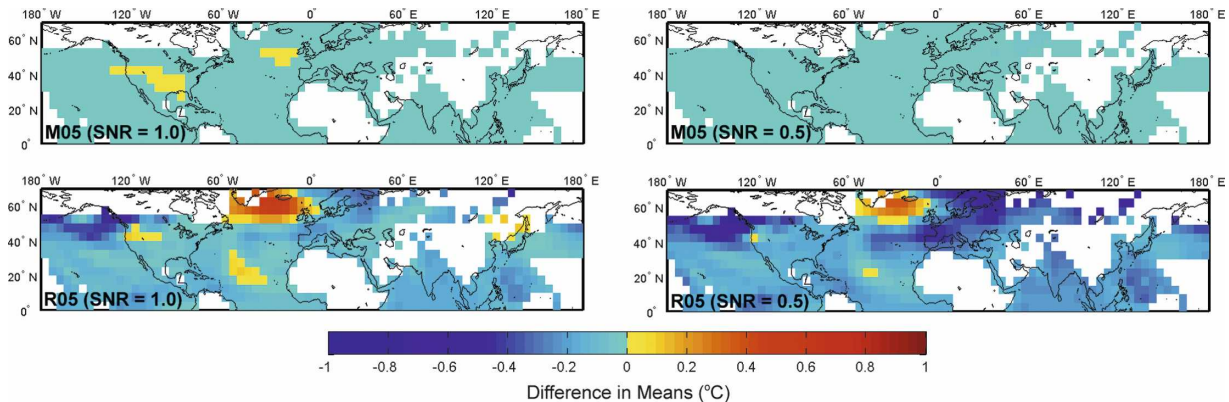 180° W 120° W 60° W 0° 60° E 120° E 180° E
60° N
40° N
20° N
0°
M05 (SNR = 1.0)
180° W 120° W 60° W 0° 60° E 120° E 180° E
60° N
40° N
20° N
0°
M05 (SNR = 0.5)
180° W 120° W 60° W 0° 60° E 120° E 180° E
60° N
40° N
20° N
0°
R05 (SNR = 1.0)
180° W 120° W 60° W 0° 60° E 120° E 180° E
60° N
40° N
20° N
0°
R05 (SNR = 0.5)
-1 -0.8 -0.6 -0.4 -0.2 0 0.2 0.4 0.6 0.8 1
Difference in Means (°C)